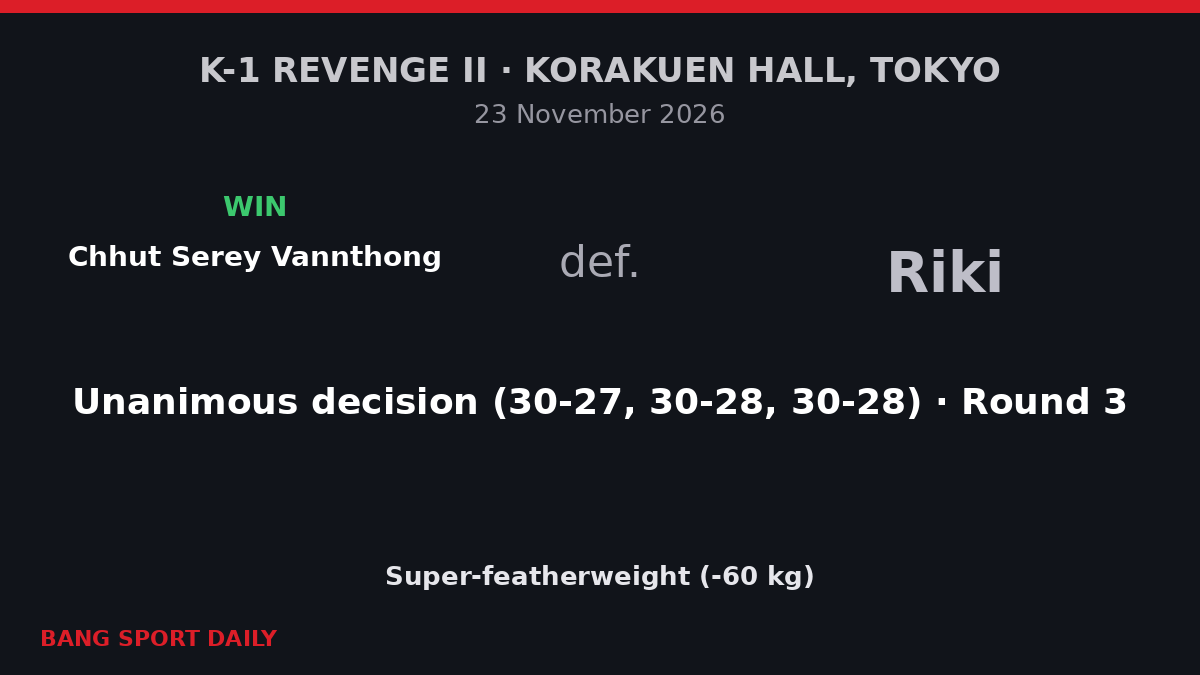 K-1 REVENGE II · KORAKUEN HALL, TOKYO
23 November 2026
WIN
Chhut Serey Vannthong
def.
Riki
Unanimous decision (30-27, 30-28, 30-28) · Round 3
Super-featherweight (-60 kg)
BANG SPORT DAILY